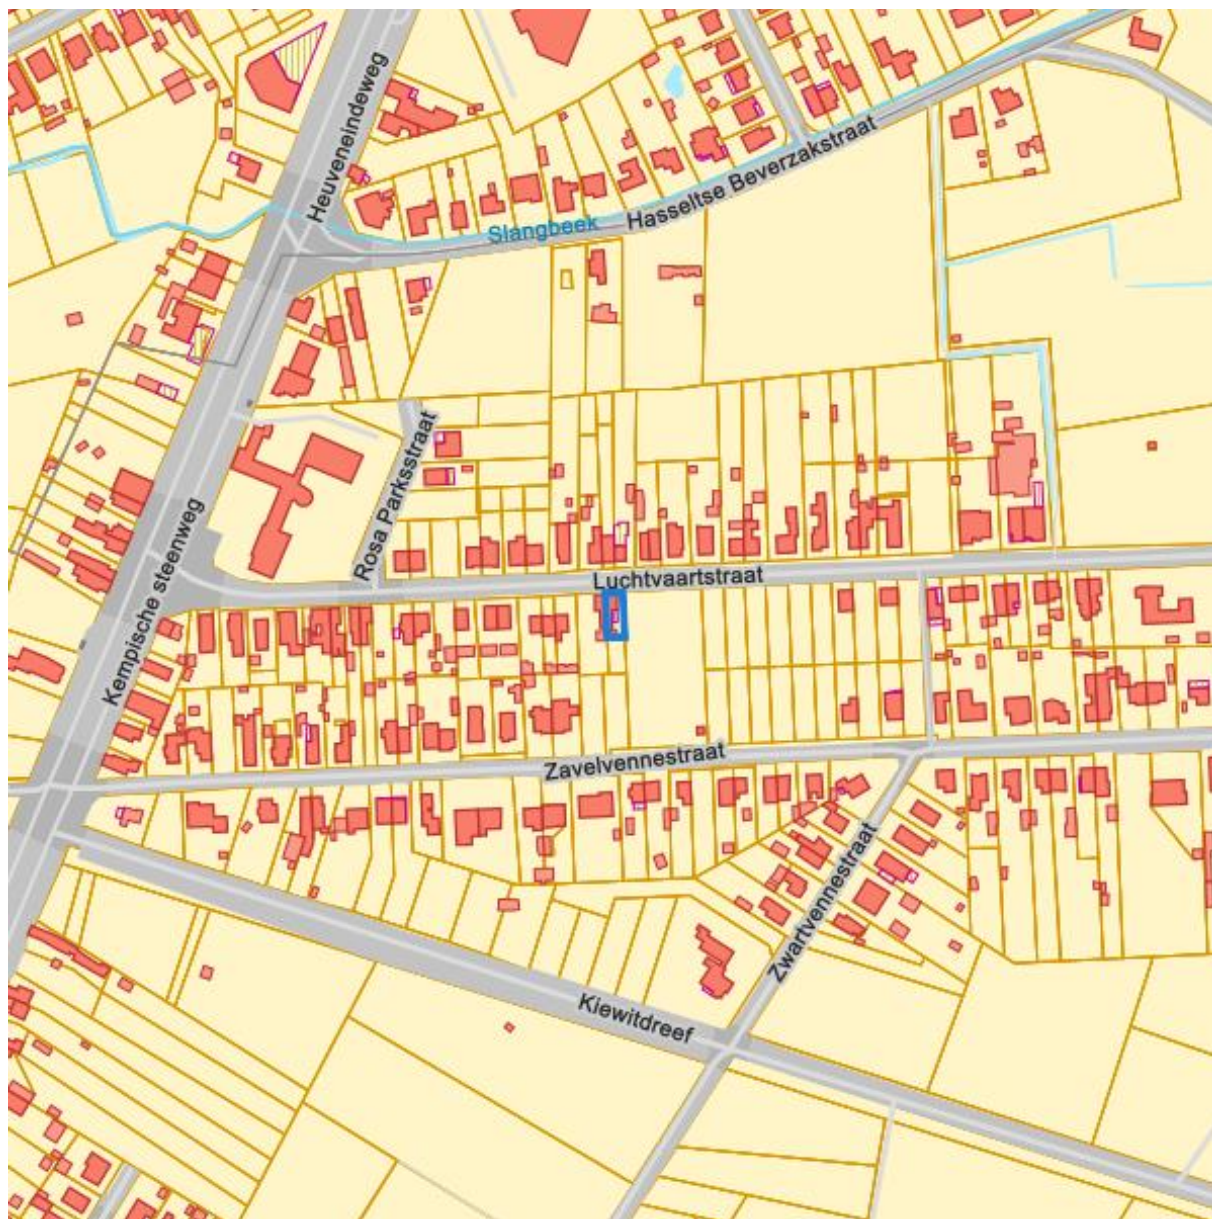 Heuveneindeweg
Hasseltse Beverzakstraat
Slangbeek
Rosa Parksstraat
Kempische steenweg
Luchtvaartstraat
Zavelvennestraat
Zwartvennestraat
Kiewitdreef